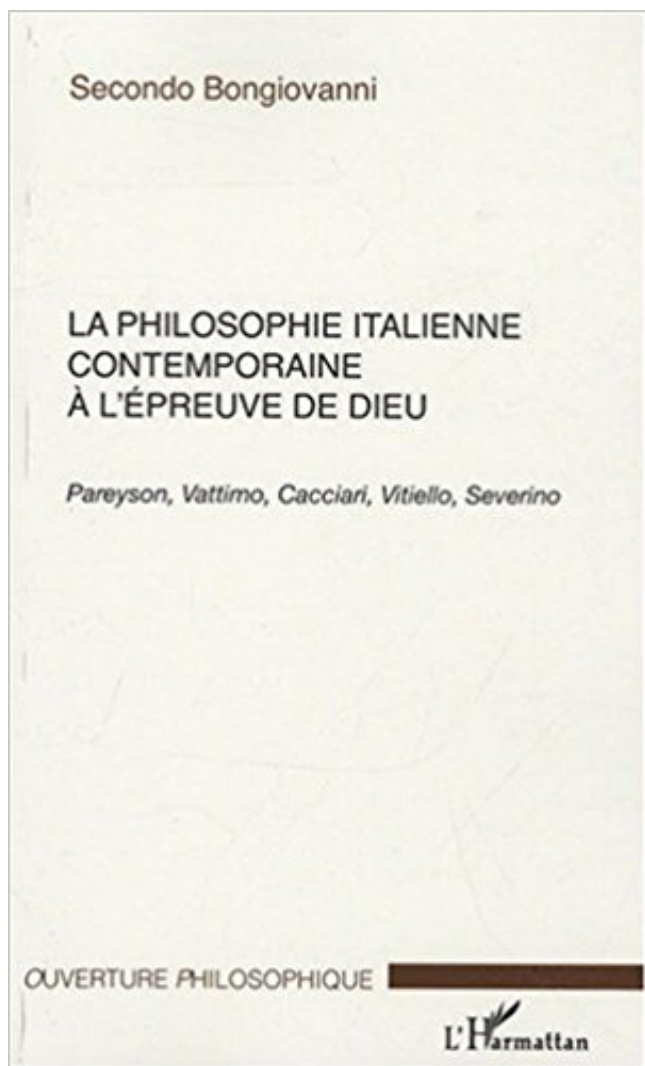 Secondo Bongiovanni
LA PHILOSOPHIE ITALIENNE
CONTEMPORAINE
À L'ÉPREUVE DE DIEU
Pareyson, Vattimo, Cacciari, Vitiello, Severino
OUVERTURE PHILOSOPHIQUE
L'Harmattan